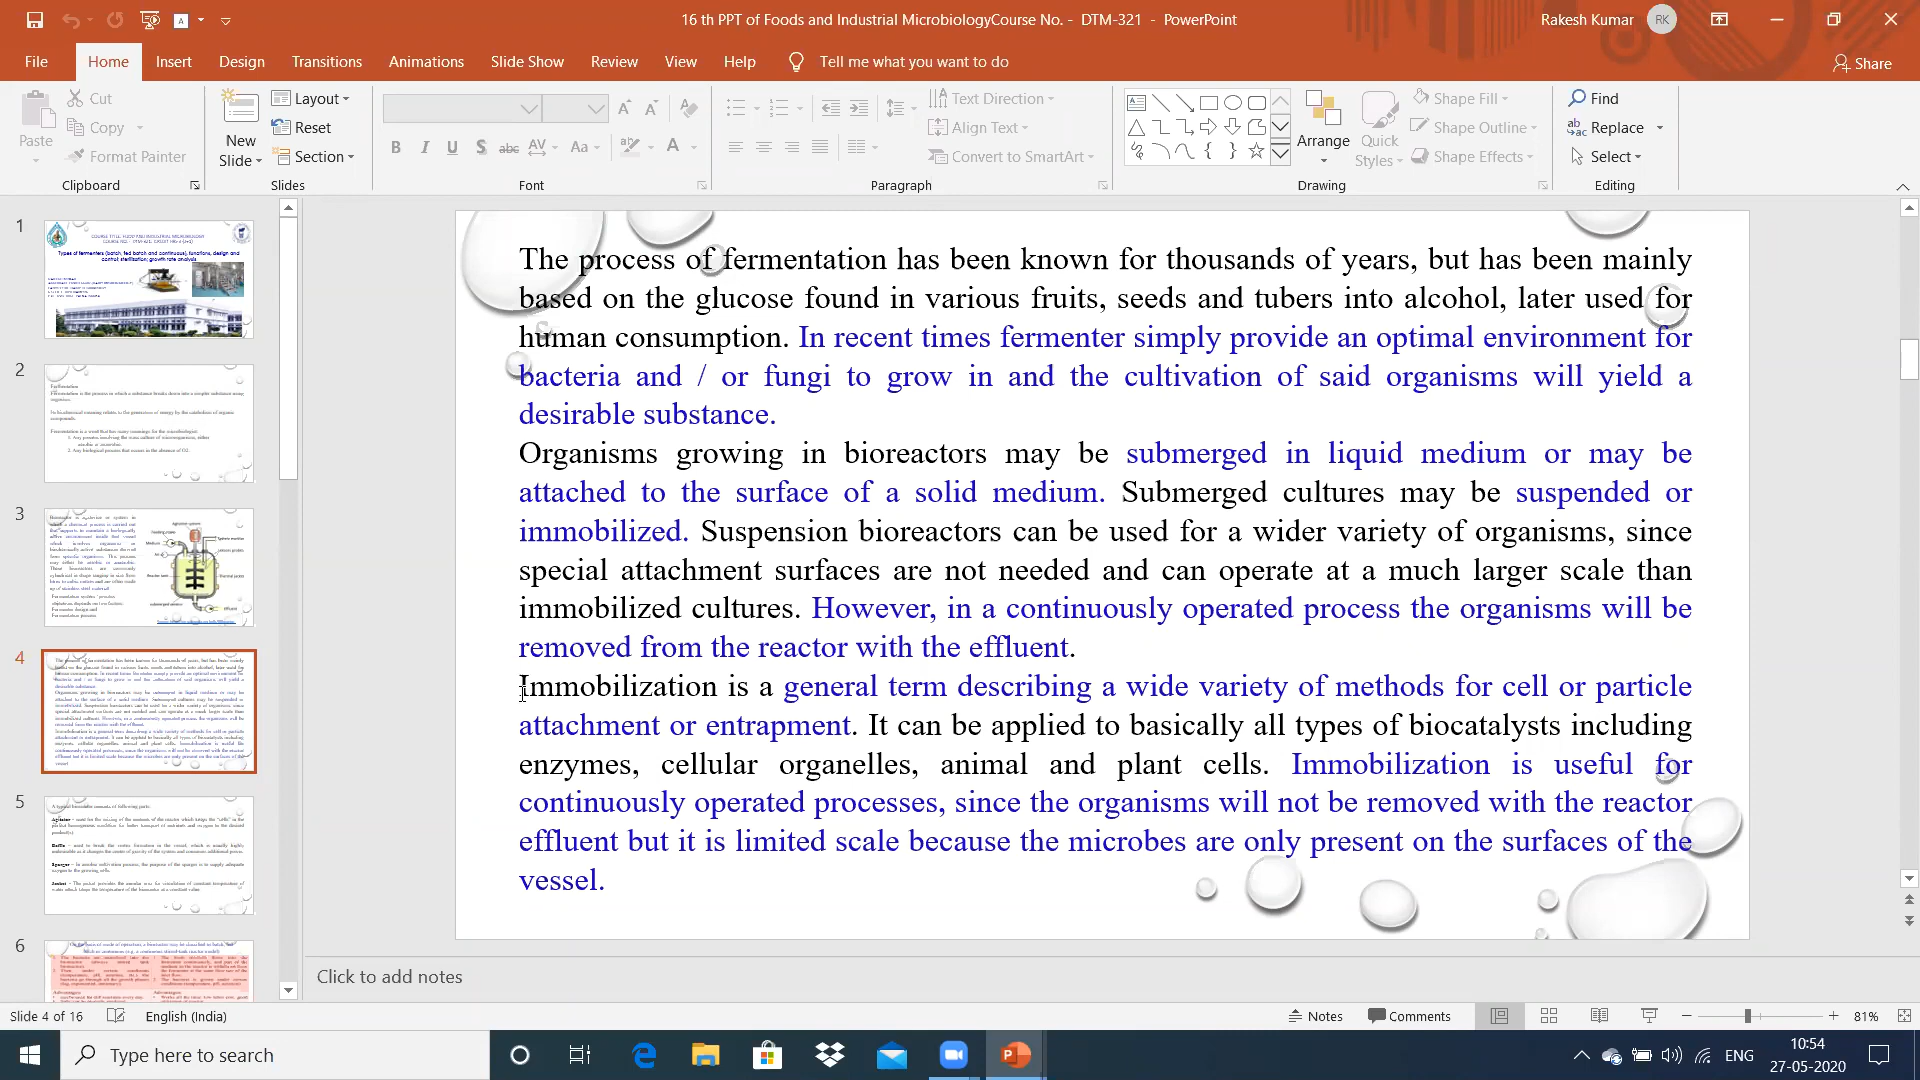 16 th PPT of Foods and Industrial MicrobiologyCourse No. - DTM-321 - PowerPoint
Rakesh Kumar RK
File Home Insert Design Transitions Animations Slide Show Review View Help Tell me what you want to do Share
Paste Cut Copy Format Painter Clipboard
New Slide Layout Reset Section Slides
Font
Text Direction Align Text Convert to SmartArt Paragraph
Arrange Quick Styles Shape Fill Shape Outline Shape Effects Drawing
Find Replace Select Editing
1
2
3
4
5
6
The process of fermentation has been known for thousands of years, but has been mainly
based on the glucose found in various fruits, seeds and tubers into alcohol, later used for
human consumption. In recent times fermenter simply provide an optimal environment for
bacteria and / or fungi to grow in and the cultivation of said organisms will yield a
desirable substance.
Organisms growing in bioreactors may be submerged in liquid medium or may be
attached to the surface of a solid medium. Submerged cultures may be suspended or
immobilized. Suspension bioreactors can be used for a wider variety of organisms, since
special attachment surfaces are not needed and can operate at a much larger scale than
immobilized cultures. However, in a continuously operated process the organisms will be
removed from the reactor with the effluent.
Immobilization is a general term describing a wide variety of methods for cell or particle
attachment or entrapment. It can be applied to basically all types of biocatalysts including
enzymes, cellular organelles, animal and plant cells. Immobilization is useful for
continuously operated processes, since the organisms will not be removed with the reactor
effluent but it is limited scale because the microbes are only present on the surfaces of the
vessel.
Click to add notes
Slide 4 of 16 English (India) Notes Comments 81%
Type here to search
ENG
10:54
27-05-2020